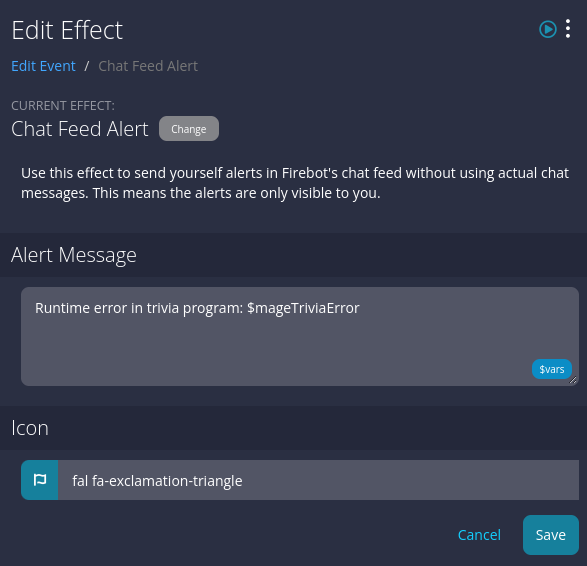 Edit Effect
Edit Event / Chat Feed Alert
CURRENT EFFECT:
Chat Feed Alert Change
Use this effect to send yourself alerts in Firebot's chat feed without using actual chat
messages. This means the alerts are only visible to you.
Alert Message
Runtime error in trivia program: $mageTriviaError
$vars
Icon
fal fa-exclamation-triangle
Cancel Save